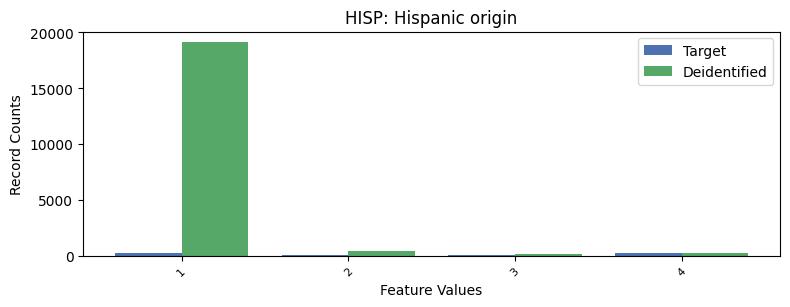 HISP: Hispanic origin
20000
15000
10000
5000
0
Record Counts
Target
Deidentified
1
2
3
4
Feature Values